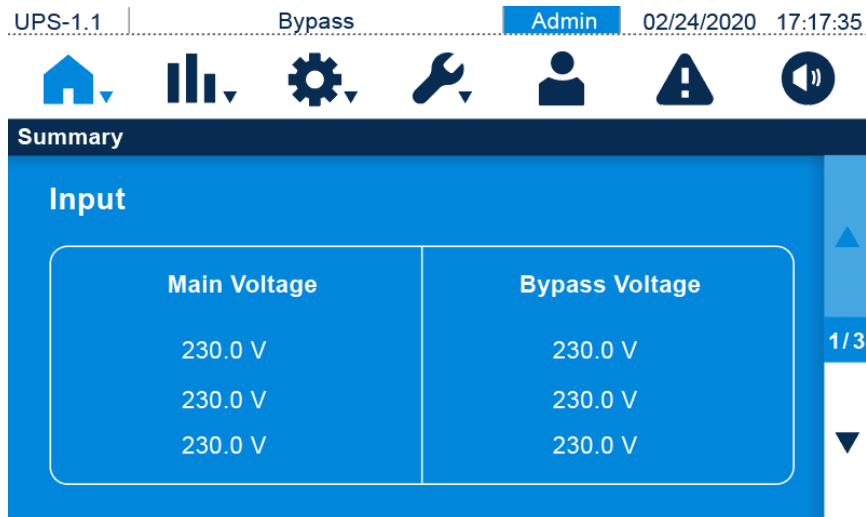 UPS-1.1 Bypass Admin 02/24/2020 17:17:35
Summary
Input
Main Voltage Bypass Voltage
230.0 V 230.0 V
1/3
230.0 V 230.0 V
230.0 V 230.0 V